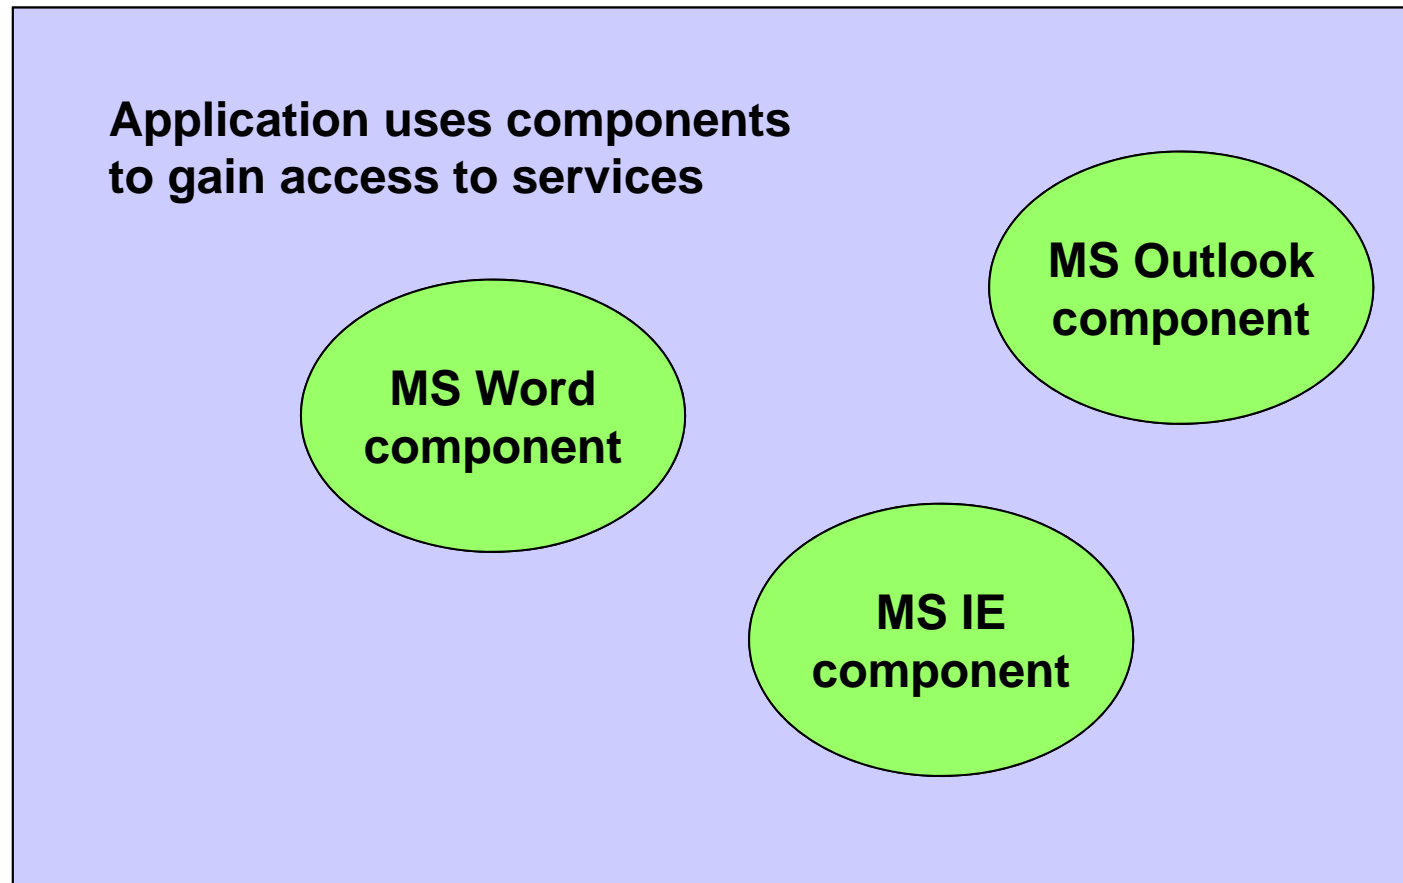 Application uses components
to gain access to services
MS Outlook
component
MS Word
component
MS IE
component